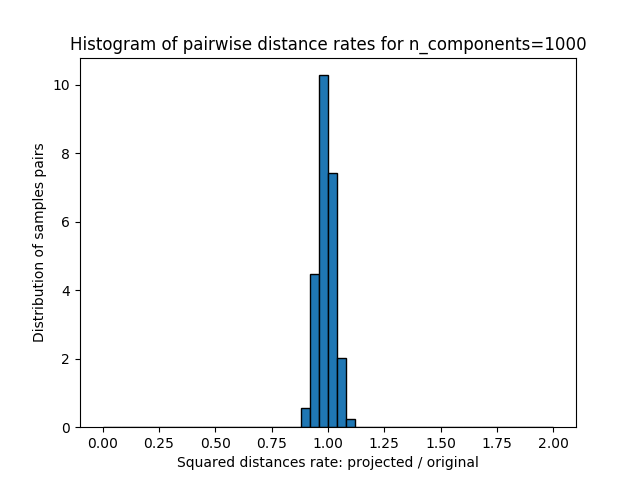 Histogram of pairwise distance rates for n_components=1000
Distribution of samples pairs
10
8
6
4
2
0
0.00 0.25 0.50 0.75 1.00 1.25 1.50 1.75 2.00
Squared distances rate: projected / original